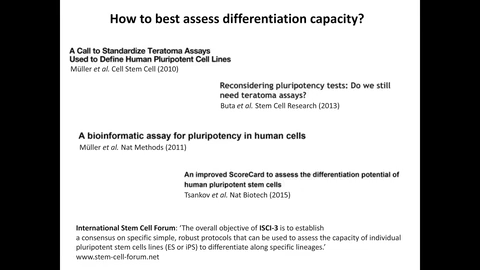 How to best assess differentiation capacity?
A Call to Standardize Teratoma Assays
Used to Define Human Pluripotent Cell Lines
Müller et al. Cell Stem Cell (2010)
Reconsidering pluripotency tests: Do we still
need teratoma assays?
Buta et al. Stem Cell Research (2013)
A bioinformatic assay for pluripotency in human cells
Müller et al. Nat Methods (2011)
An improved ScoreCard to assess the differentiation potential of
human pluripotent stem cells
Tsankov et al. Nat Biotech (2015)
International Stem Cell Forum: ‘The overall objective of ISCI-3 is to establish
a consensus on specific simple, robust protocols that can be used to assess the capacity of individual
pluripotent stem cells lines (ES or iPS) to differentiate along specific lineages.’
www.stem-cell-forum.net